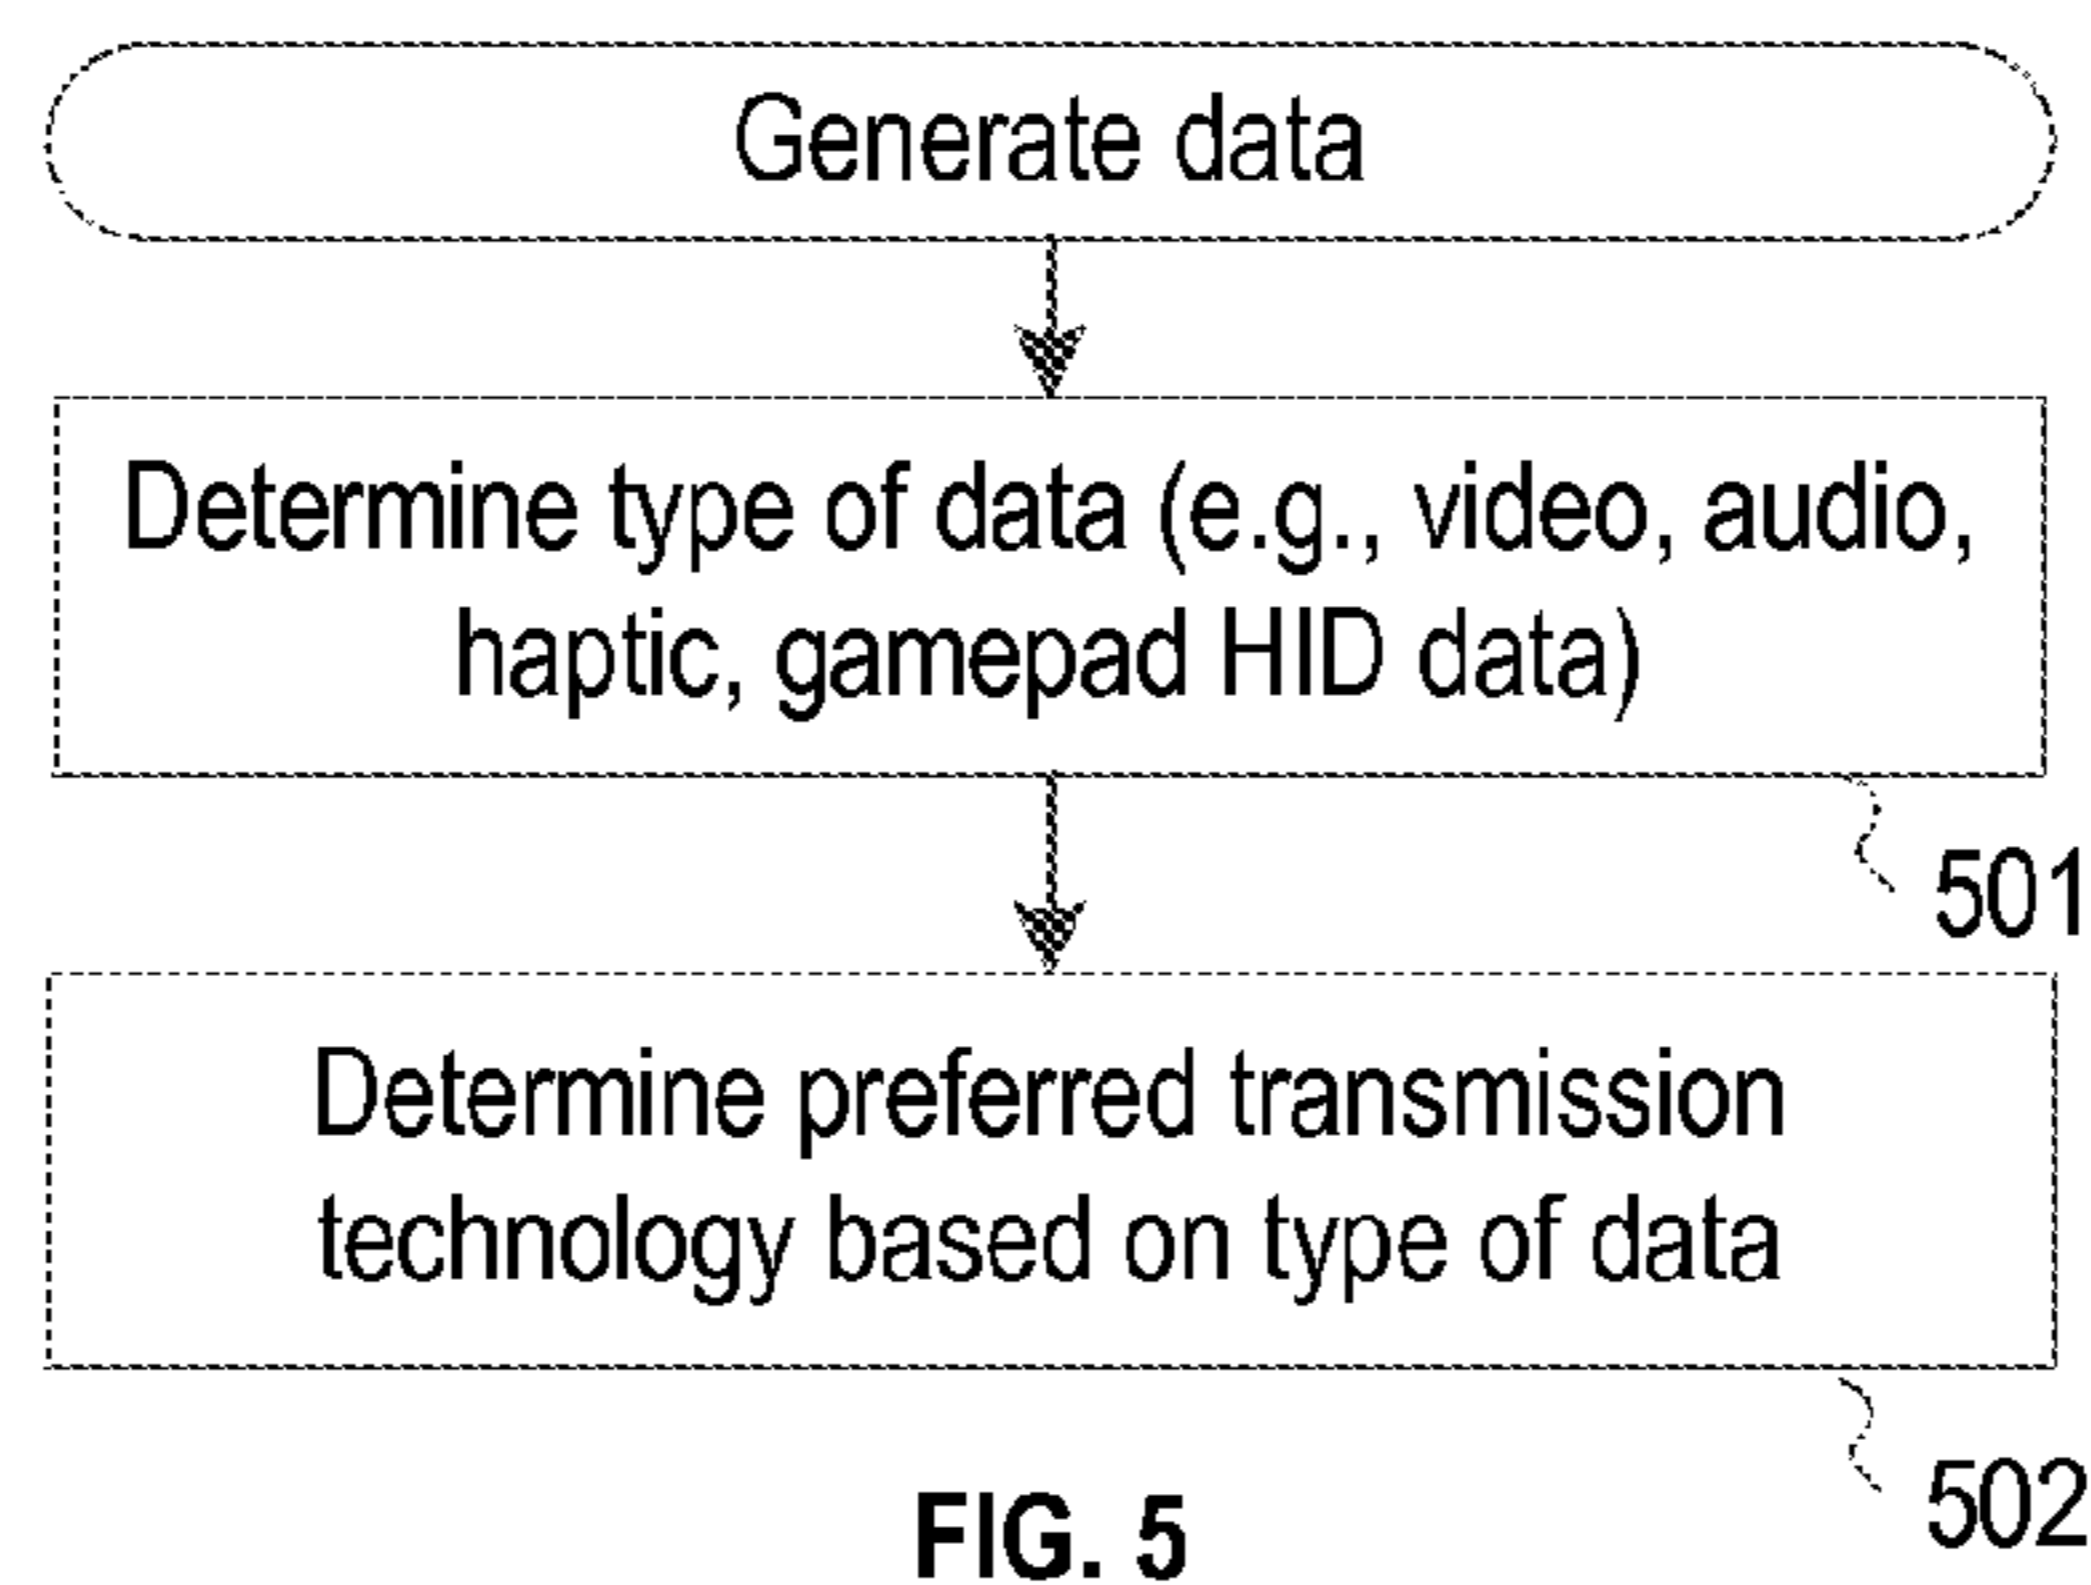 Generate data
Determine type of data (e.g., video, audio,
haptic, gamepad HID data)
501
Determine preferred transmission
technology based on type of data
502
FIG. 5